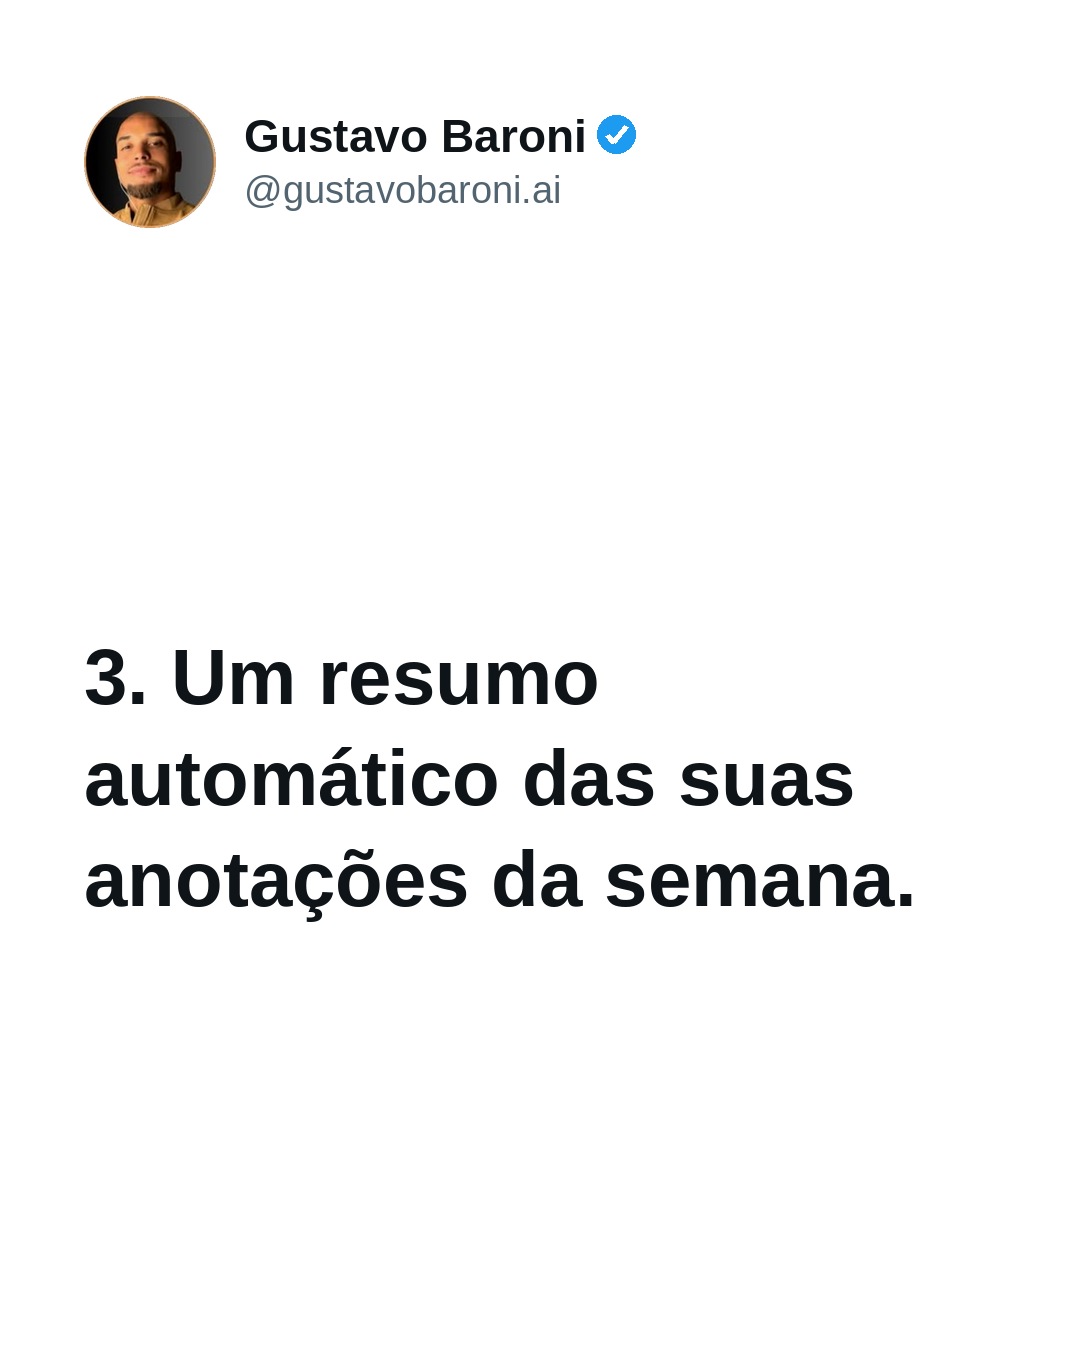 Gustavo Baroni
@gustavobaroni.ai
3. Um resumo
automático das suas
anotações da semana.